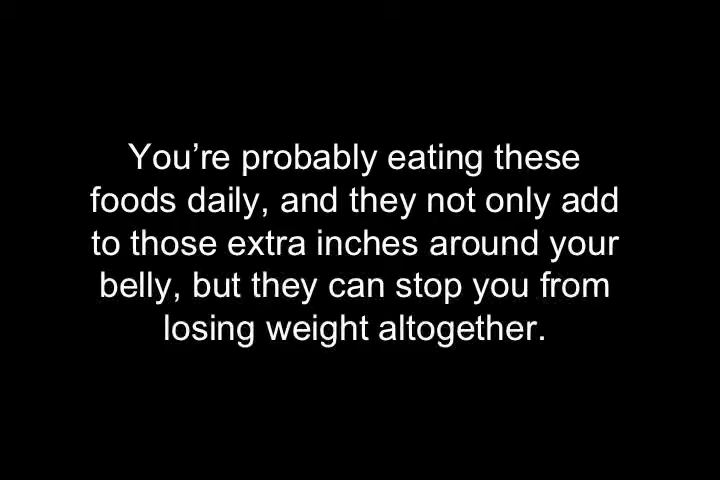 You’re probably eating these
foods daily, and they not only add
to those extra inches around your
belly, but they can stop you from
losing weight altogether.